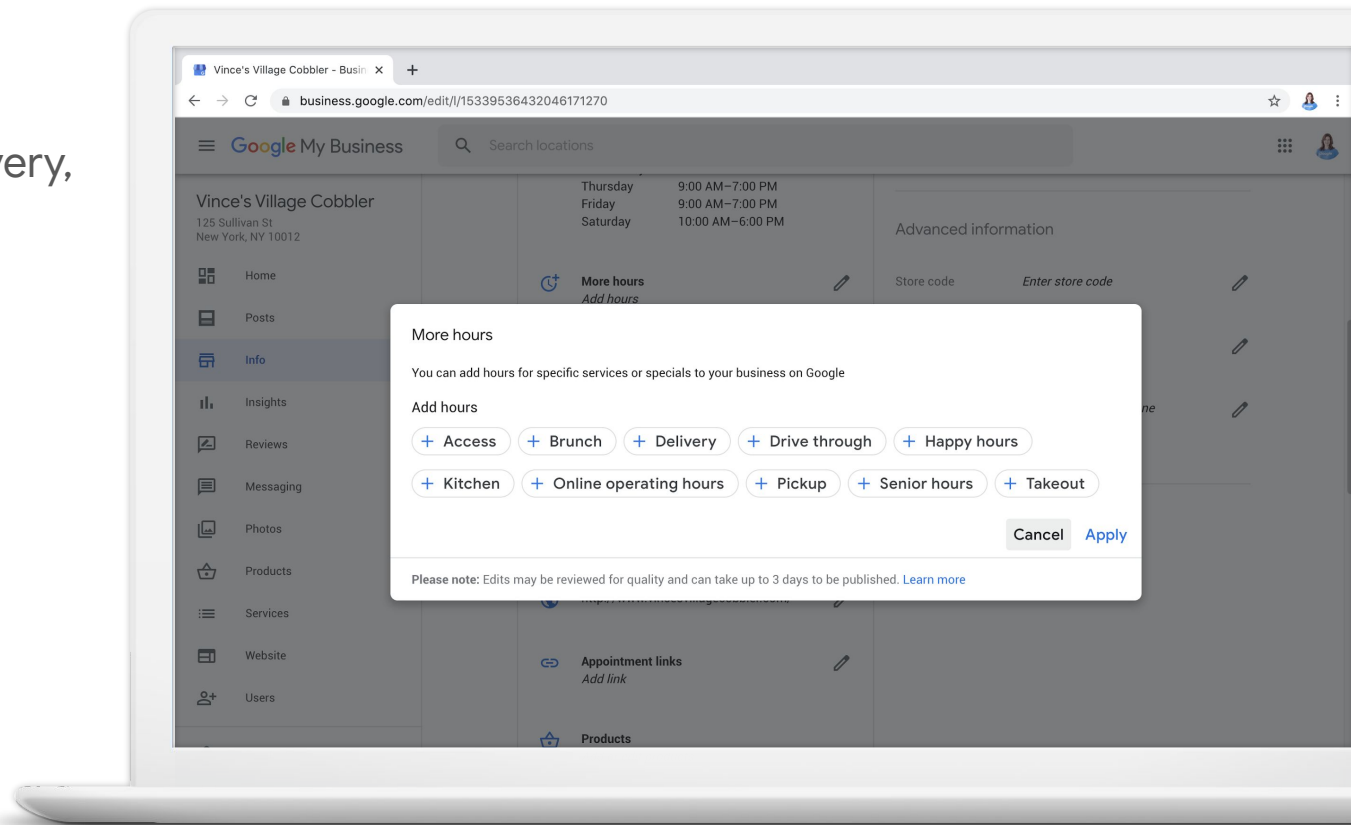 very,
Vince's Village Cobbler - Busin
business.google.com/edit/l/15339536432046171270
Google My Business
Search locations
Vince's Village Cobbler
125 Sullivan St
New York, NY 10012
Home
Posts
Info
Insights
Reviews
Messaging
Photos
Products
Services
Website
Users
Thursday 9:00 AM–7:00 PM
Friday 9:00 AM–7:00 PM
Saturday 10:00 AM–6:00 PM
More hours
Add hours
Advanced information
Store code Enter store code
More hours
You can add hours for specific services or specials to your business on Google
Add hours
+ Access + Brunch + Delivery + Drive through + Happy hours
+ Kitchen + Online operating hours + Pickup + Senior hours + Takeout
Cancel Apply
Please note: Edits may be reviewed for quality and can take up to 3 days to be published. Learn more
Appointment links
Add link
Products